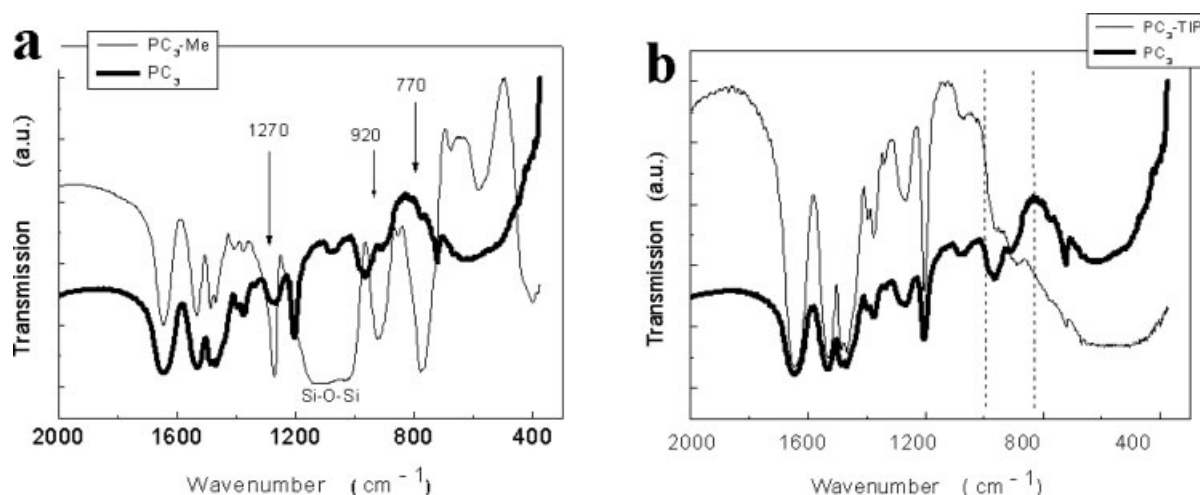 a
PC3-Me
PC3
1270
920
770
Si-O-Si
Transmission (a.u.)
2000 1600 1200 800 400
Wavenumber ( cm -1 )
b
PC3-TIP
PC3
Transmission (a.u.)
2000 1600 1200 800 400
Wavenumber ( cm -1 )